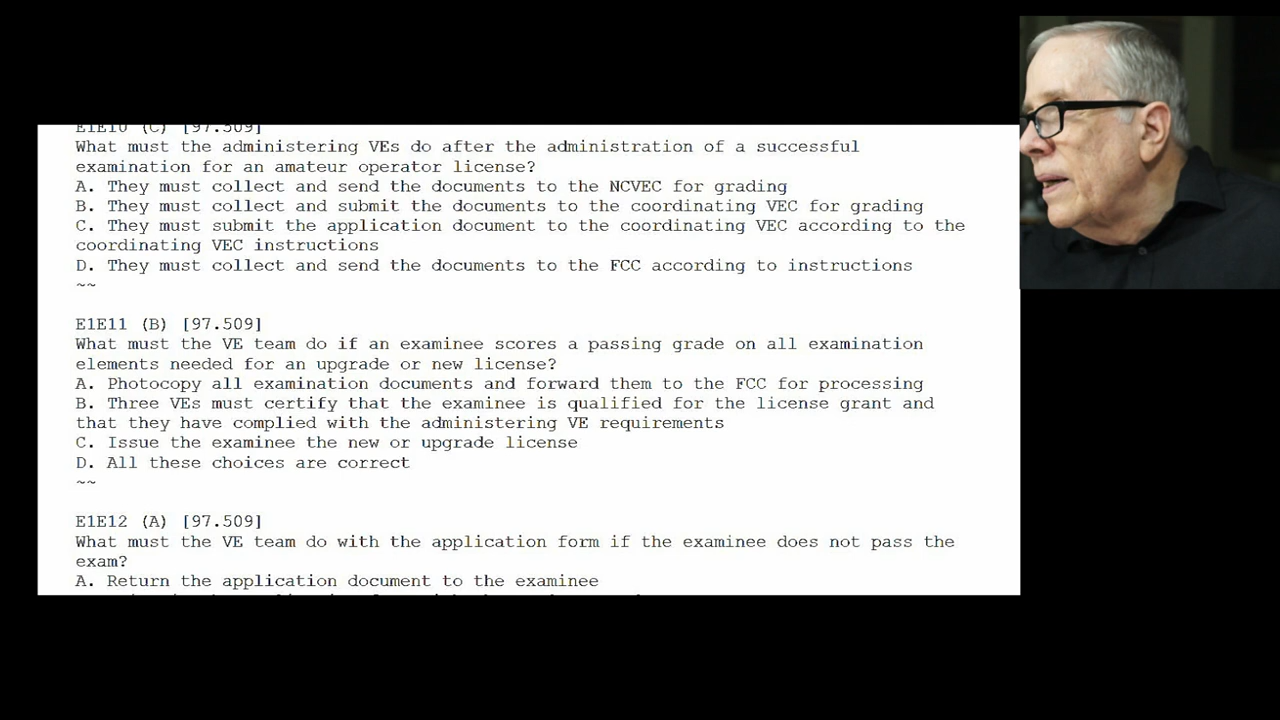 E1E10 (C) [97.509]
What must the administering VEs do after the administration of a successful
examination for an amateur operator license?
A. They must collect and send the documents to the NCVEC for grading
B. They must collect and submit the documents to the coordinating VEC for grading
C. They must submit the application document to the coordinating VEC according to the
coordinating VEC instructions
D. They must collect and send the documents to the FCC according to instructions
~~
E1E11 (B) [97.509]
What must the VE team do if an examinee scores a passing grade on all examination
elements needed for an upgrade or new license?
A. Photocopy all examination documents and forward them to the FCC for processing
B. Three VEs must certify that the examinee is qualified for the license grant and
that they have complied with the administering VE requirements
C. Issue the examinee the new or upgrade license
D. All these choices are correct
~~
E1E12 (A) [97.509]
What must the VE team do with the application form if the examinee does not pass the
exam?
A. Return the application document to the examinee